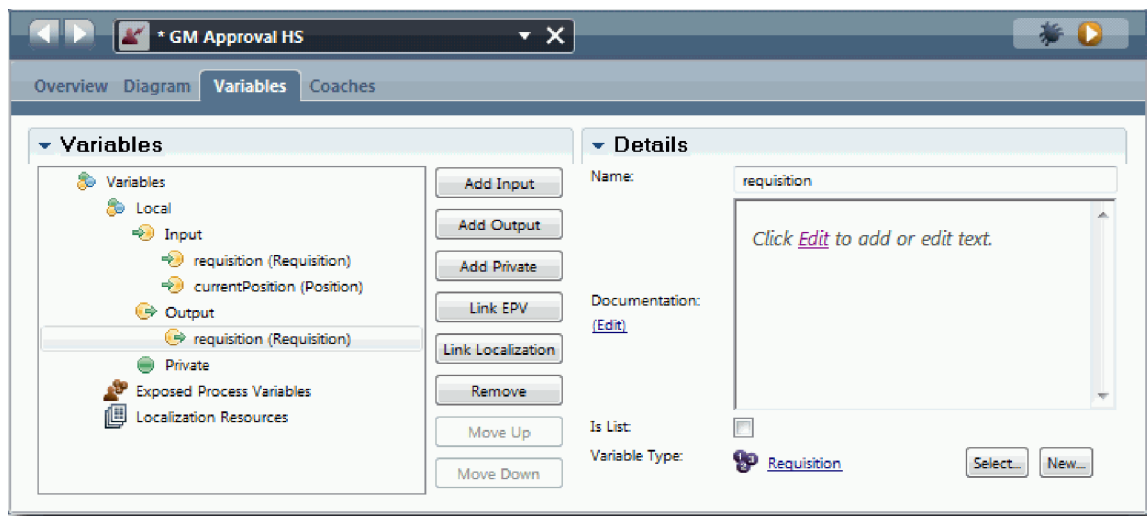 * GM Approval HS
Overview Diagram Variables Coaches
Variables
Variables
Local
Input
requisition (Requisition)
currentPosition (Position)
Output
requisition (Requisition)
Private
Exposed Process Variables
Localization Resources
Add Input
Add Output
Add Private
Link EPV
Link Localization
Remove
Move Up
Move Down
Details
Name: requisition
Click Edit to add or edit text.
Documentation:
(Edit)
Is List:
Variable Type: Requisition Select... New...